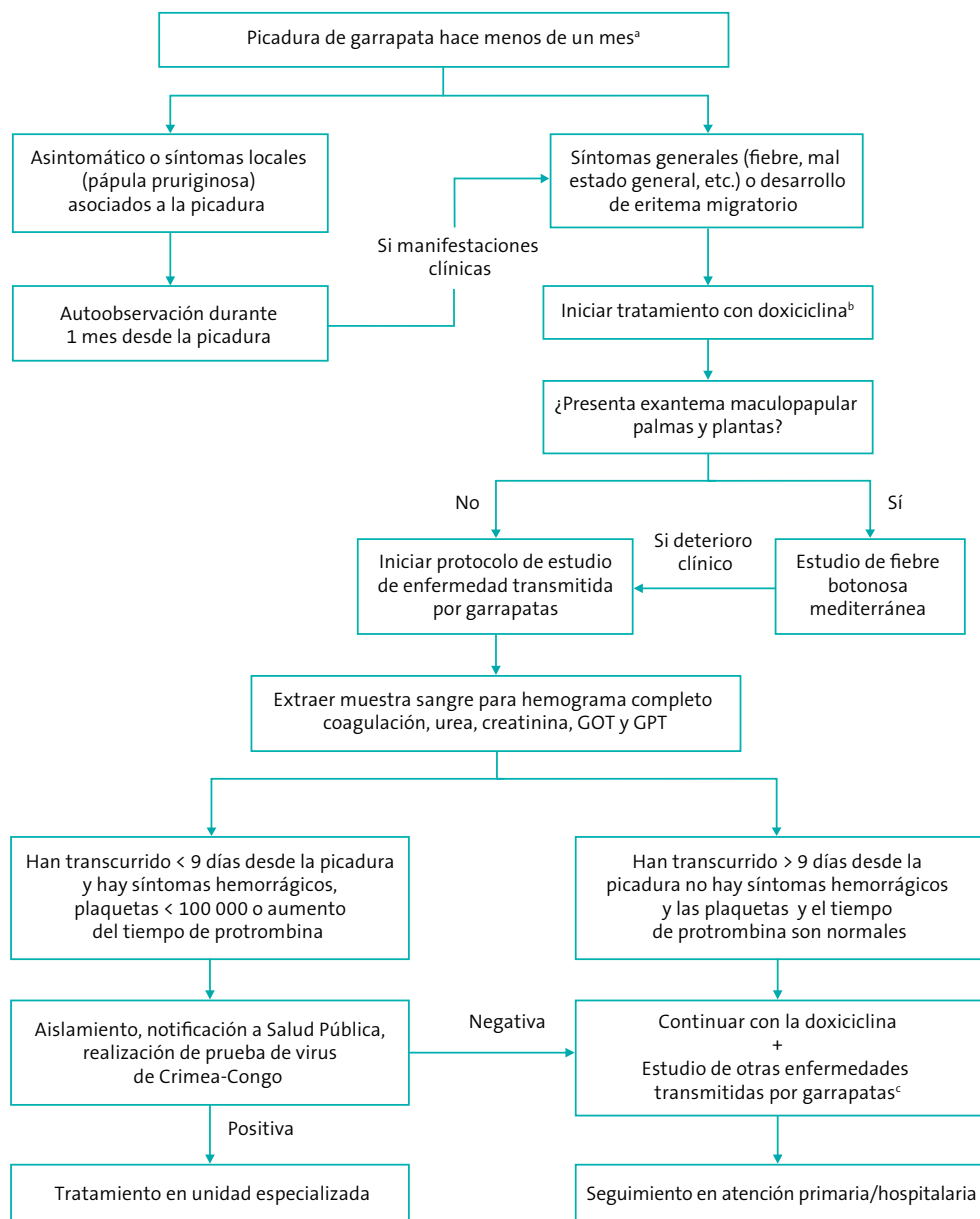 Picadura de garrapata hace menos de un mesᵃ
Asintomático o síntomas locales
(pápula pruriginosa)
asociados a la picadura
Síntomas generales (fiebre, mal
estado general, etc.) o desarrollo
de eritema migratorio
Si manifestaciones
clínicas
Autoobservación durante
1 mes desde la picadura
Iniciar tratamiento con doxiciclinaᵇ
¿Presenta exantema maculopapular
palmas y plantas?
No
Sí
Iniciar protocolo de estudio
de enfermedad transmitida
por garrapatas
Si deterioro
clínico
Estudio de fiebre
botonosa
mediterránea
Extraer muestra sangre para hemograma completo
coagulación, urea, creatinina, GOT y GPT
Han transcurrido < 9 días desde la picadura
y hay síntomas hemorrágicos,
plaquetas < 100 000 o aumento
del tiempo de protrombina
Han transcurrido > 9 días desde la
picadura no hay síntomas hemorrágicos
y las plaquetas y el tiempo
de protrombina son normales
Aislamiento, notificación a Salud Pública,
realización de prueba de virus
de Crimea-Congo
Negativa
Continuar con la doxiciclina
+
Estudio de otras enfermedades
transmitidas por garrapatasᶜ
Positiva
Tratamiento en unidad especializada
Seguimiento en atención primaria/hospitalaria